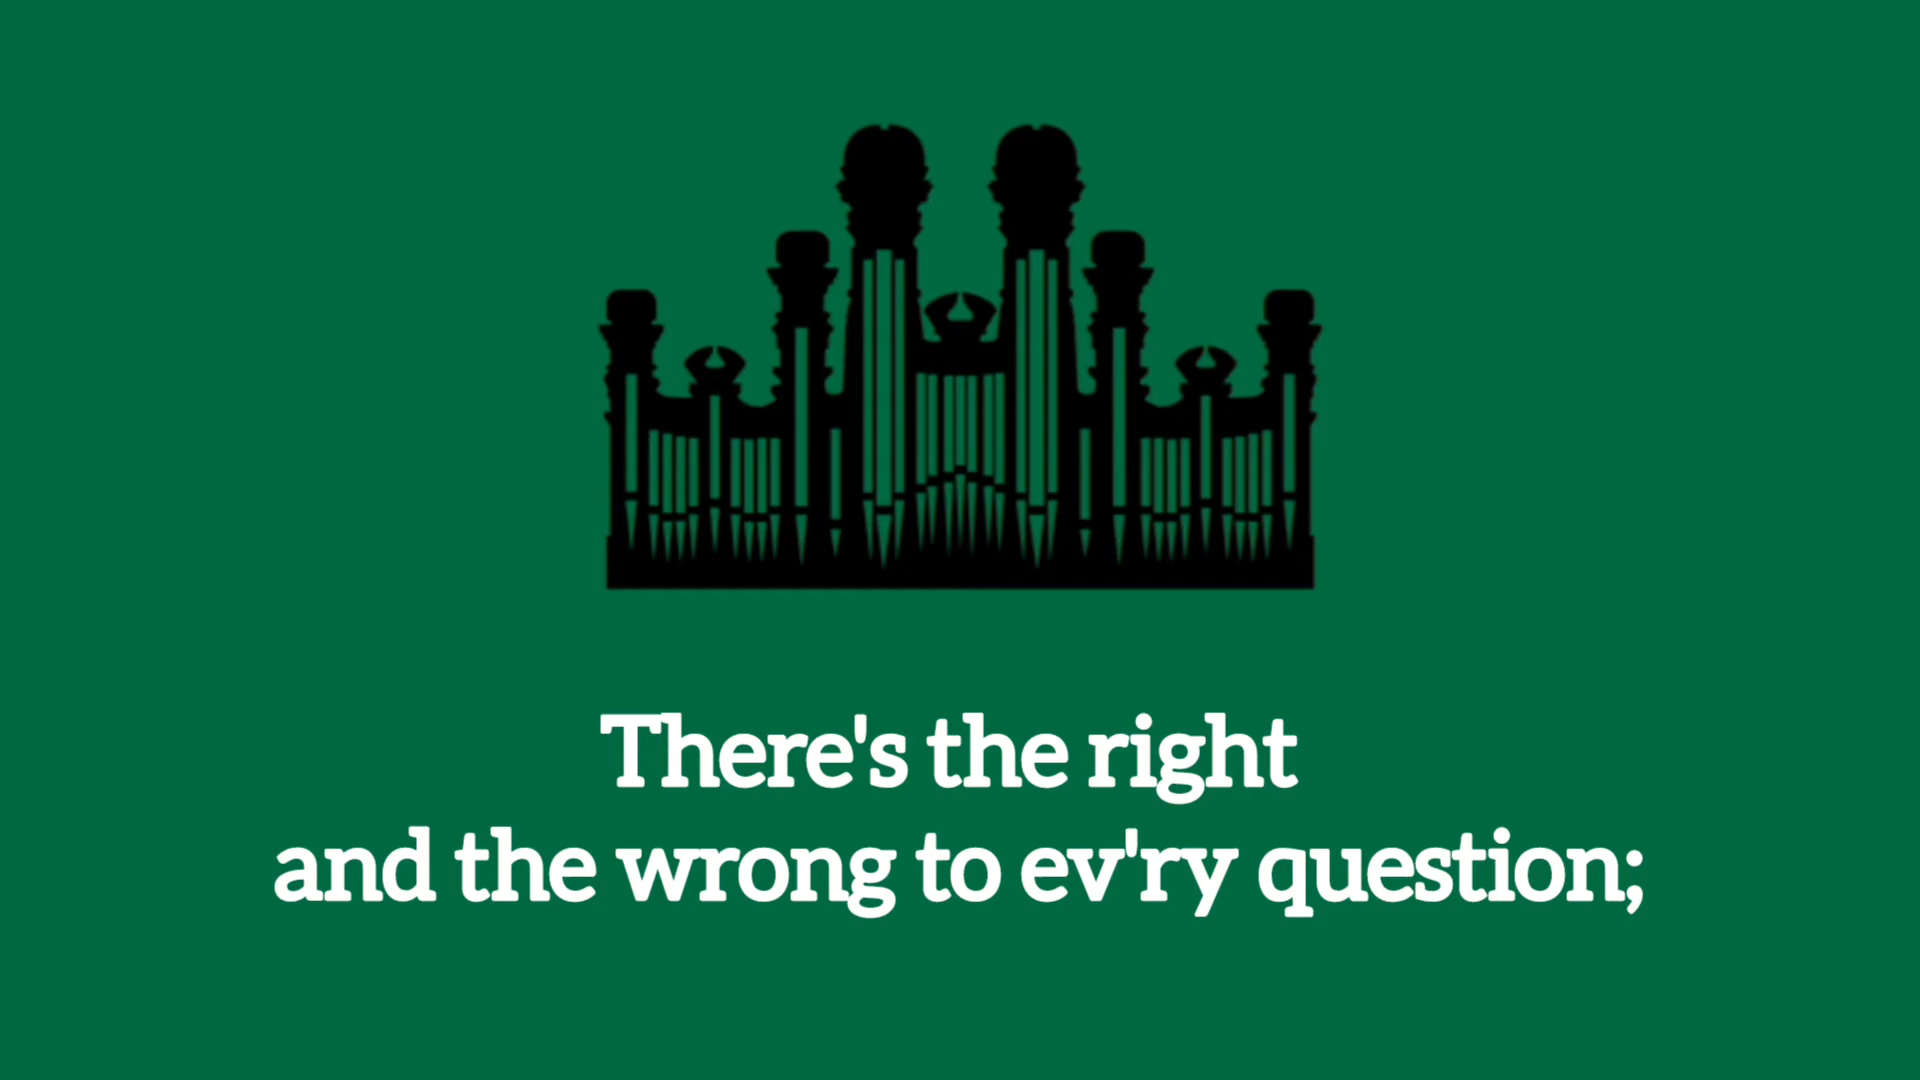 There's the right
and the wrong to ev'ry question;